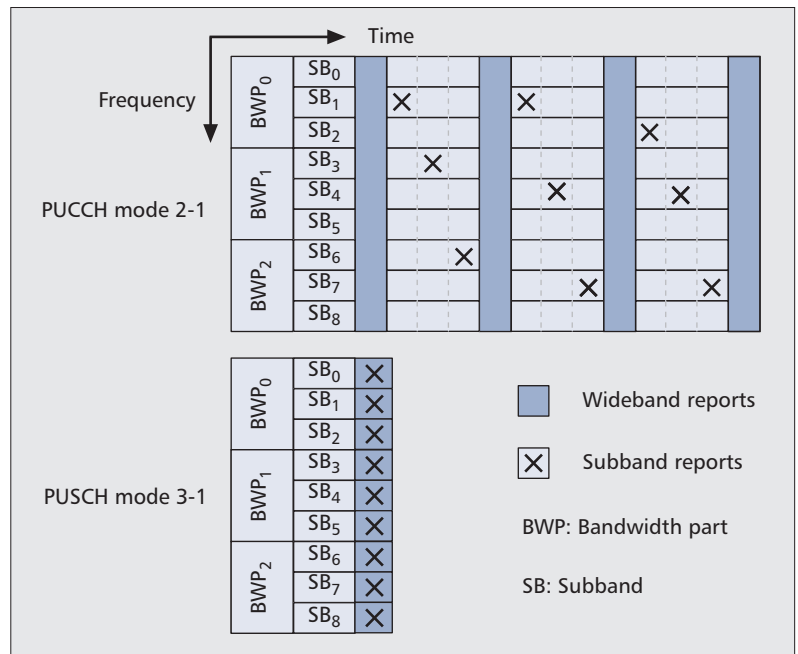 Time
Frequency
PUCCH mode 2-1
BWP0
SB0
SB1
SB2
BWP1
SB3
SB4
SB5
BWP2
SB6
SB7
SB8
PUSCH mode 3-1
BWP0
SB0
SB1
SB2
BWP1
SB3
SB4
SB5
BWP2
SB6
SB7
SB8
Wideband reports
Subband reports
BWP: Bandwidth part
SB: Subband